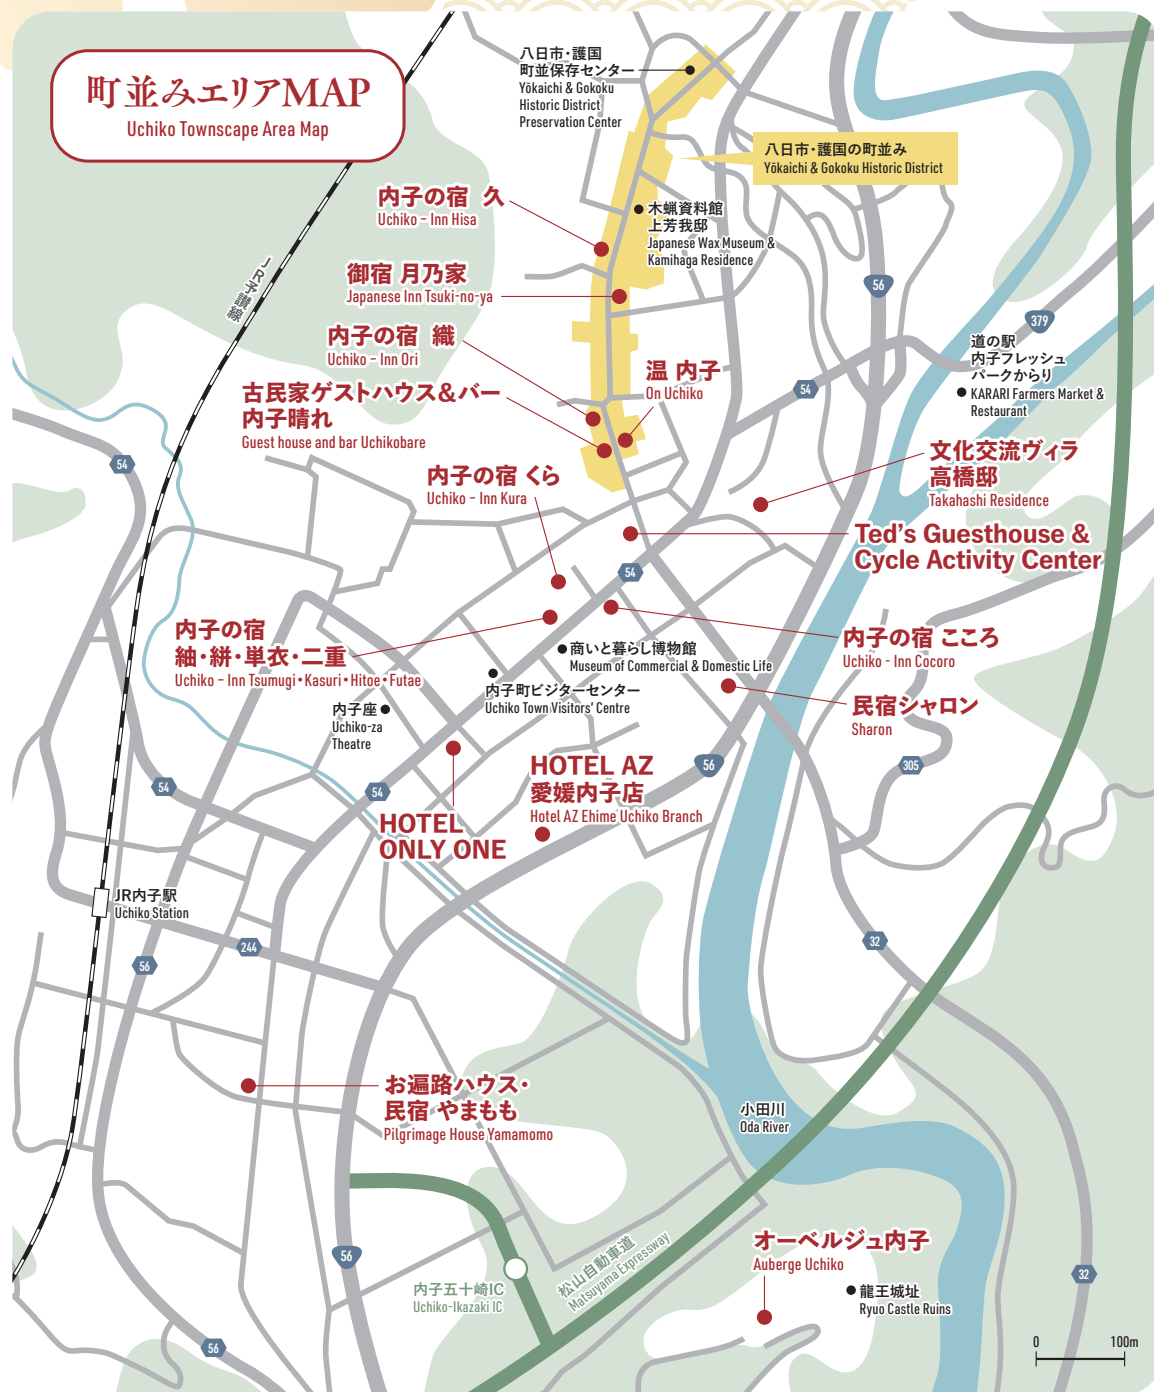 町並みエリアMAP
Uchiko Townscape Area Map
八日市・護国
町並保存センター
Yōkaichi & Gokoku
Historic District
Preservation Center
八日市・護国の町並み
Yōkaichi & Gokoku Historic District
内子の宿 久
Uchiko – Inn Hisa
木蝋資料館
上芳我邸
Japanese Wax Museum &
Kamihaga Residence
JR予讃線
御宿 月乃家
Japanese Inn Tsuki-no-ya
56
379
内子の宿 織
Uchiko – Inn Ori
道の駅
内子フレッシュ
パークからり
KARARI Farmers Market &
Restaurant
温 内子
On Uchiko
54
古民家ゲストハウス&バー
内子晴れ
Guest house and bar Uchikobare
54
内子の宿 くら
Uchiko – Inn Kura
文化交流ヴィラ
高橋邸
Takahashi Residence
Ted's Guesthouse &
Cycle Activity Center
54
内子の宿
紬・絣・単衣・二重
Uchiko – Inn Tsumugi・Kasuri・Hitoe・Futae
内子の宿 こころ
Uchiko - Inn Cocoro
商いと暮らし博物館
Museum of Commercial & Domestic Life
内子町ビジターセンター
Uchiko Town Visitors' Centre
内子座
Uchiko-za
Theatre
民宿シャロン
Sharon
HOTEL AZ
愛媛内子店
Hotel AZ Ehime Uchiko Branch
56
305
54
54
HOTEL
ONLY ONE
JR内子駅
Uchiko Station
244
56
32
お遍路ハウス・
民宿 やまもも
Pilgrimage House Yamamomo
小田川
Oda River
56
内子五十崎IC
Uchiko-Ikazaki IC
松山自動車道
Matsuyama Expressway
オーベルジュ内子
Auberge Uchiko
龍王城址
Ryuo Castle Ruins
32
56
0 100m